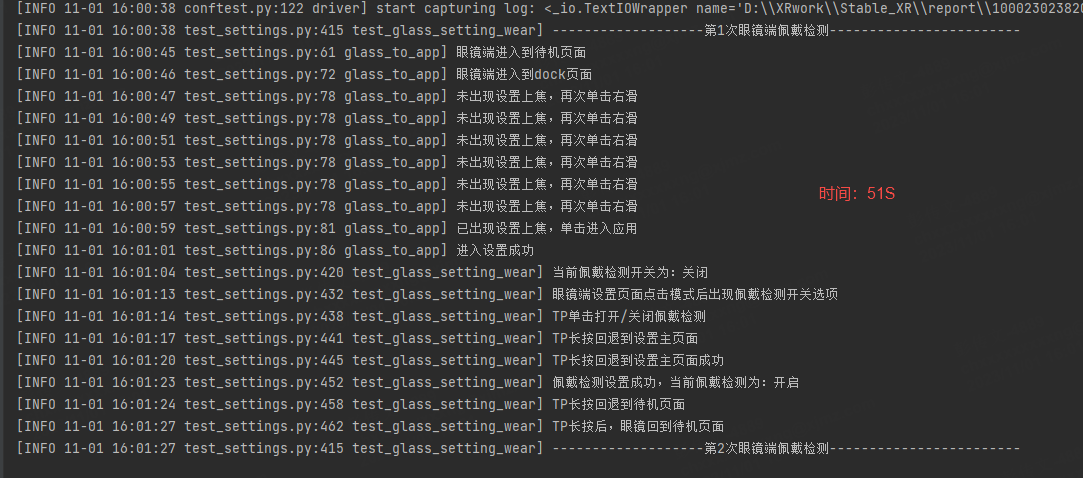 [INFO 11-01 16:00:38 conftest.py:122 driver] start capturing log: <_io.TextIOWrapper name='D:\\XRwork\\Stable_XR\\report\\100023023820
[INFO 11-01 16:00:38 test_settings.py:415 test_glass_setting_wear] -------------------第1次眼镜端佩戴检测------------------------
[INFO 11-01 16:00:45 test_settings.py:61 glass_to_app] 眼镜端进入到待机页面
[INFO 11-01 16:00:46 test_settings.py:72 glass_to_app] 眼镜端进入到dock页面
[INFO 11-01 16:00:47 test_settings.py:78 glass_to_app] 未出现设置上焦，再次单击右滑
[INFO 11-01 16:00:49 test_settings.py:78 glass_to_app] 未出现设置上焦，再次单击右滑
[INFO 11-01 16:00:51 test_settings.py:78 glass_to_app] 未出现设置上焦，再次单击右滑
[INFO 11-01 16:00:53 test_settings.py:78 glass_to_app] 未出现设置上焦，再次单击右滑
[INFO 11-01 16:00:55 test_settings.py:78 glass_to_app] 未出现设置上焦，再次单击右滑
时间：51S
[INFO 11-01 16:00:57 test_settings.py:78 glass_to_app] 未出现设置上焦，再次单击右滑
[INFO 11-01 16:00:59 test_settings.py:81 glass_to_app] 已出现设置上焦，单击进入应用
[INFO 11-01 16:01:01 test_settings.py:86 glass_to_app] 进入设置成功
[INFO 11-01 16:01:04 test_settings.py:420 test_glass_setting_wear] 当前佩戴检测开关为：关闭
[INFO 11-01 16:01:13 test_settings.py:432 test_glass_setting_wear] 眼镜端设置页面点击模式后出现佩戴检测开关选项
[INFO 11-01 16:01:14 test_settings.py:438 test_glass_setting_wear] TP单击打开/关闭佩戴检测
[INFO 11-01 16:01:17 test_settings.py:441 test_glass_setting_wear] TP长按回退到设置主页面
[INFO 11-01 16:01:20 test_settings.py:445 test_glass_setting_wear] TP长按回退到设置主页面成功
[INFO 11-01 16:01:23 test_settings.py:452 test_glass_setting_wear] 佩戴检测设置成功，当前佩戴检测为：开启
[INFO 11-01 16:01:24 test_settings.py:458 test_glass_setting_wear] TP长按回退到待机页面
[INFO 11-01 16:01:27 test_settings.py:462 test_glass_setting_wear] TP长按后，眼镜回到待机页面
[INFO 11-01 16:01:27 test_settings.py:415 test_glass_setting_wear] -------------------第2次眼镜端佩戴检测------------------------